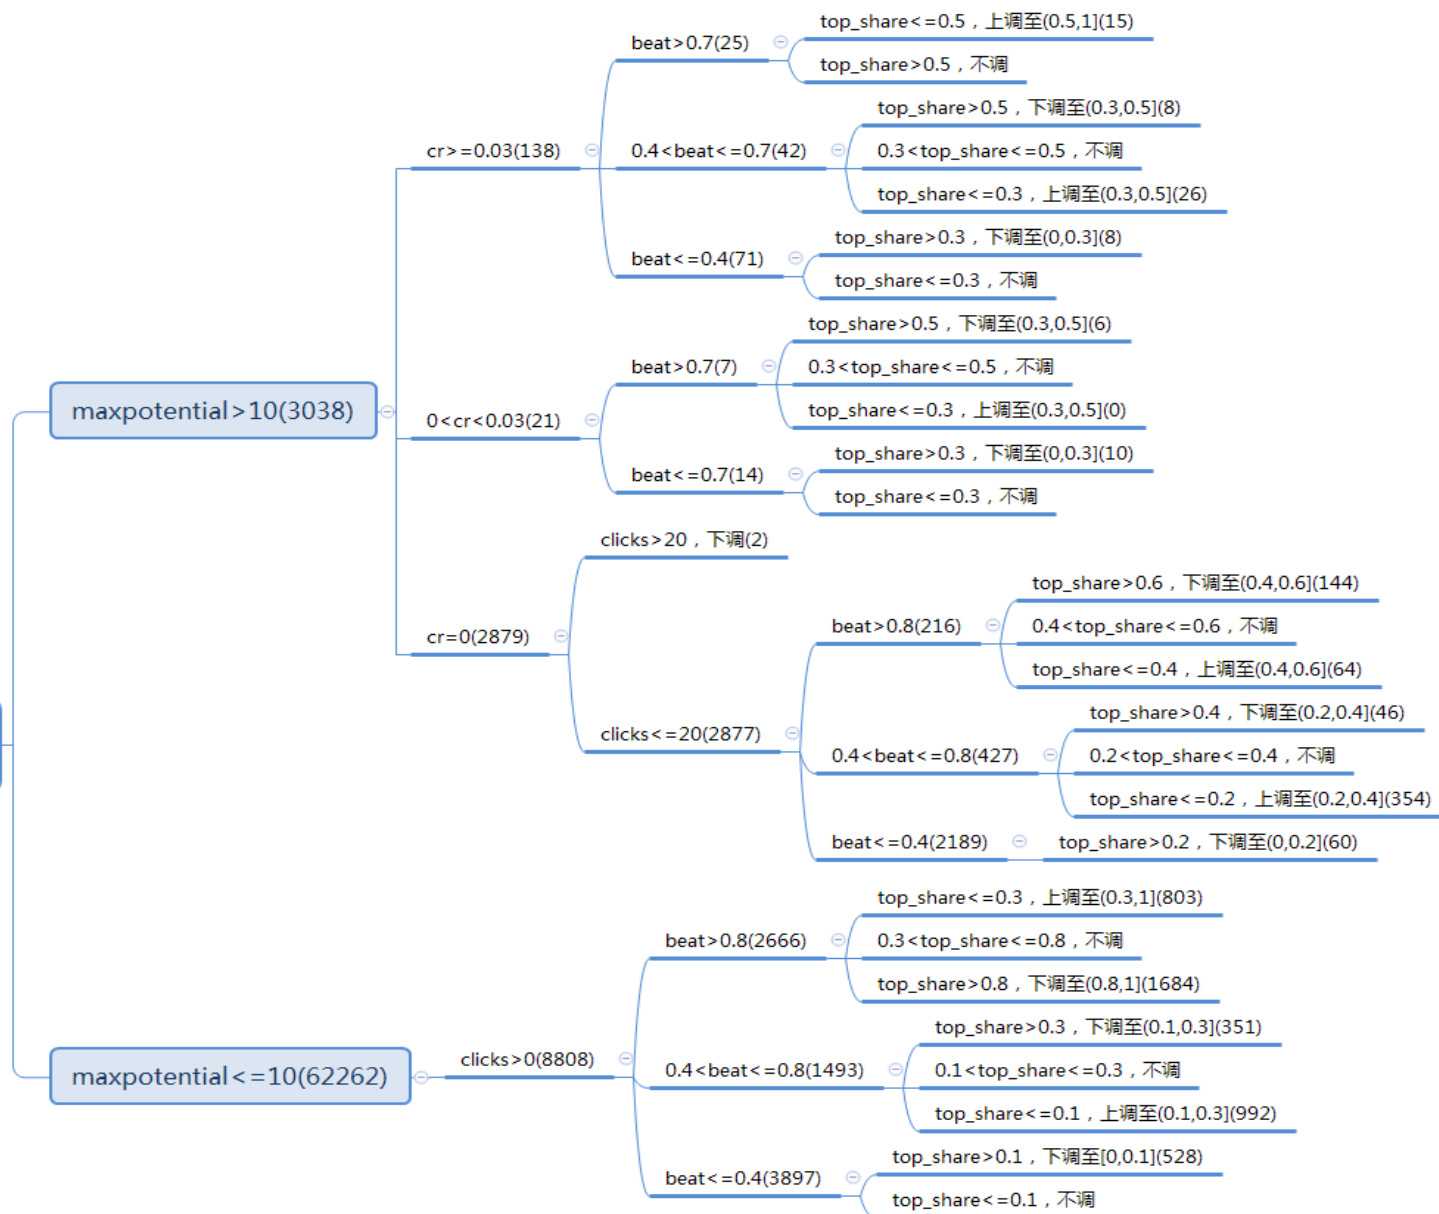 maxpotential>10(3038)
cr>=0.03(138)
beat>0.7(25)
top_share<=0.5，上调至(0.5,1](15)
top_share>0.5，不调
0.4<beat<=0.7(42)
top_share>0.5，下调至(0.3,0.5](8)
0.3<top_share<=0.5，不调
top_share<=0.3，上调至(0.3,0.5](26)
beat<=0.4(71)
top_share>0.3，下调至(0,0.3](8)
top_share<=0.3，不调
0<cr<0.03(21)
beat>0.7(7)
top_share>0.5，下调至(0.3,0.5](6)
0.3<top_share<=0.5，不调
top_share<=0.3，上调至(0.3,0.5](0)
beat<=0.7(14)
top_share>0.3，下调至(0,0.3](10)
top_share<=0.3，不调
cr=0(2879)
clicks>20，下调(2)
clicks<=20(2877)
beat>0.8(216)
top_share>0.6，下调至(0.4,0.6](144)
0.4<top_share<=0.6，不调
top_share<=0.4，上调至(0.4,0.6](64)
0.4<beat<=0.8(427)
top_share>0.4，下调至(0.2,0.4](46)
0.2<top_share<=0.4，不调
top_share<=0.2，上调至(0.2,0.4](354)
beat<=0.4(2189)
top_share>0.2，下调至(0,0.2](60)
maxpotential<=10(62262)
clicks>0(8808)
beat>0.8(2666)
top_share<=0.3，上调至(0.3,1](803)
0.3<top_share<=0.8，不调
top_share>0.8，下调至(0.8,1](1684)
0.4<beat<=0.8(1493)
top_share>0.3，下调至(0.1,0.3](351)
0.1<top_share<=0.3，不调
top_share<=0.1，上调至(0.1,0.3](992)
beat<=0.4(3897)
top_share>0.1，下调至[0,0.1](528)
top_share<=0.1，不调